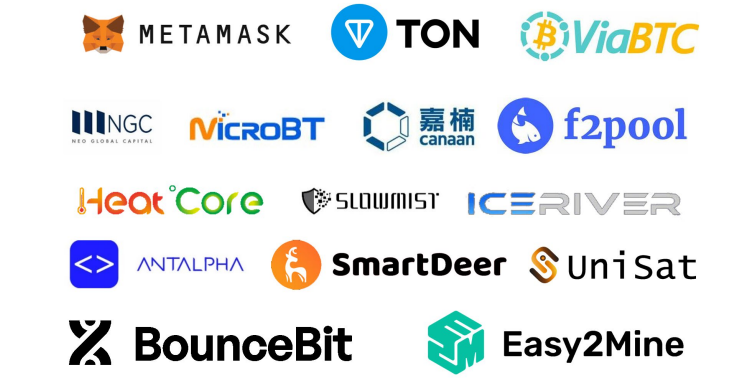 METAMASK
TON
ViaBTC
NGC
NEO GLOBAL CAPITAL
MICROBT
嘉楠
canaan
f2pool
Heat°Core
SLOWMIST
ICERIVER
<>
ANTALPHA
SmartDeer
UniSat
BounceBit
Easy2Mine